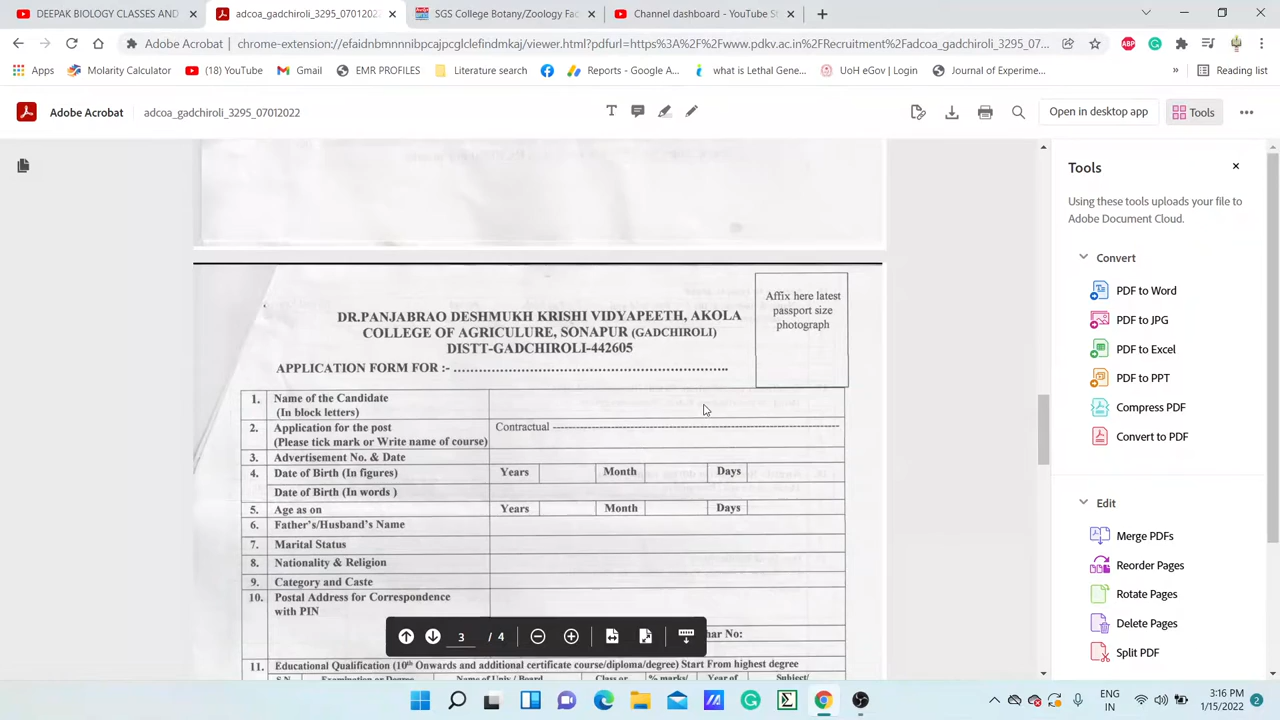 DEEPAK BIOLOGY CLASSES AND
adcoa_gadchiroli_3295_0701202
SGS College Botany/Zoology Fac
Channel dashboard - YouTube St
Adobe Acrobat | chrome-extension://efaidnbmnnnibpcajpcglclefindmkaj/viewer.html?pdfurl=https%3A%2F%2Fwww.pdkv.ac.in%2FRecruitment%2Fadcoa_gadchiroli_3295_07...
Apps
Molarity Calculator
(18) YouTube
Gmail
EMR PROFILES
Literature search
Reports - Google A...
what is Lethal Gene...
UoH eGov | Login
Journal of Experime...
»
Reading list
Adobe Acrobat
adcoa_gadchiroli_3295_07012022
Open in desktop app
Tools
DR.PANJABRAO DESHMUKH KRISHI VIDYAPEETH, AKOLA
COLLEGE OF AGRICULURE, SONAPUR (GADCHIROLI)
DISTT-GADCHIROLI-442605
Affix here latest
passport size
photograph
APPLICATION FORM FOR :- ..........................................................
1. Name of the Candidate
(In block letters)
2. Application for the post Contractual ----------------------------------------
(Please tick mark or Write name of course)
3. Advertisement No. & Date
4. Date of Birth (In figures) Years Month Days
Date of Birth (In words )
5. Age as on Years Month Days
6. Father's/Husband's Name
7. Marital Status
8. Nationality & Religion
9. Category and Caste
10. Postal Address for Correspondence
with PIN
No:
11. Educational Qualification (10th Onwards and additional certificate course/diploma/degree) Start From highest degree
S.N. Examination or Degree Name of Univ / Board Class or % marks/ Year of Subject/
3 / 4
Tools
Using these tools uploads your file to
Adobe Document Cloud.
Convert
PDF to Word
PDF to JPG
PDF to Excel
PDF to PPT
Compress PDF
Convert to PDF
Edit
Merge PDFs
Reorder Pages
Rotate Pages
Delete Pages
Split PDF
ENG
IN
3:16 PM
1/15/2022
2